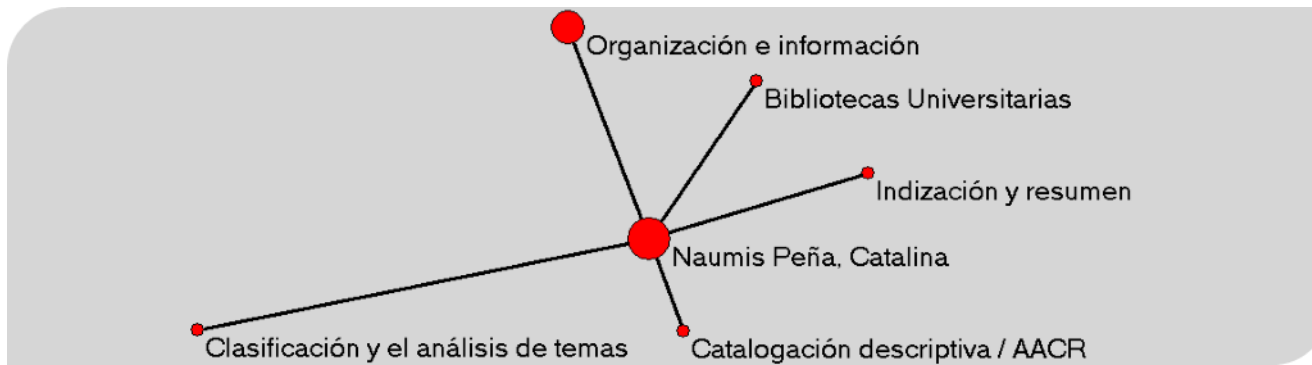 Organización e información
Bibliotecas Universitarias
Indización y resumen
Naumis Peña, Catalina
Clasificación y el análisis de temas
Catalogación descriptiva / AACR